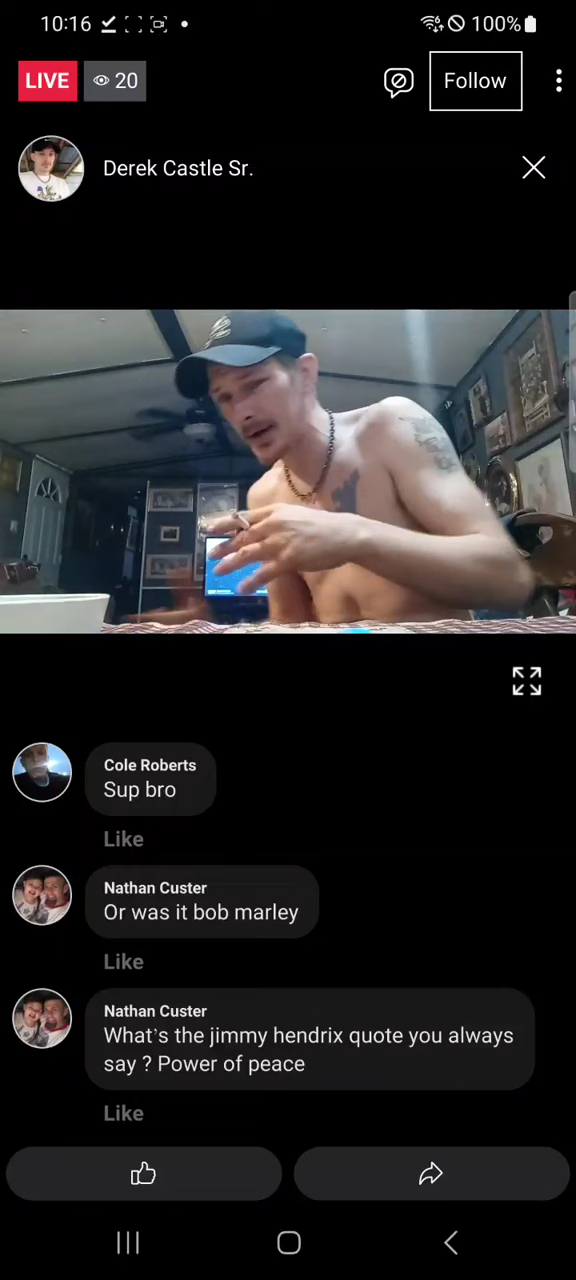 10:16
100%
LIVE
20
Follow
Derek Castle Sr.
Cole Roberts
Sup bro
Like
Nathan Custer
Or was it bob marley
Like
Nathan Custer
What's the jimmy hendrix quote you always
say ? Power of peace
Like